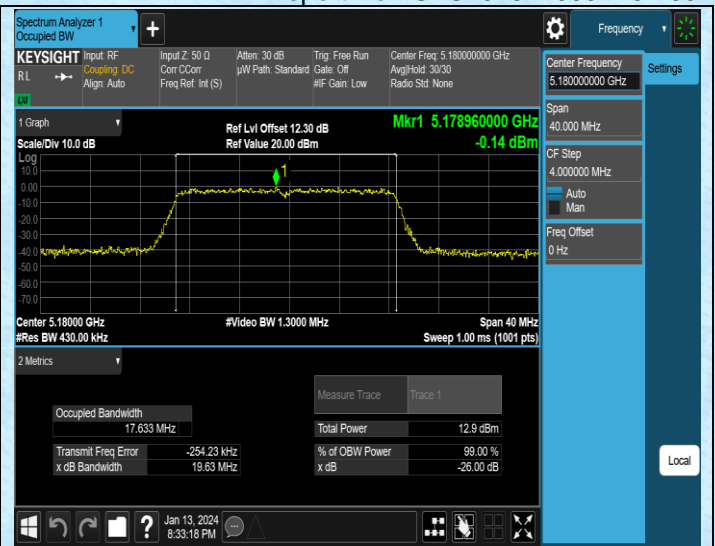 Spectrum Analyzer 1
Occupied BW
+
Frequency
KEYSIGHT Input: RF
RL
Coupling: DC
Align: Auto
LXI
Input Z: 50 Ω
Corr CCorr
Freq Ref: Int (S)
Atten: 30 dB
µW Path: Standard
Trig: Free Run
Gate: Off
#IF Gain: Low
Center Freq: 5.180000000 GHz
Avg|Hold: 30/30
Radio Std: None
Center Frequency
5.180000000 GHz
Settings
Span
40.000 MHz
CF Step
4.000000 MHz
Auto
Man
Freq Offset
0 Hz
Local
1 Graph
Scale/Div 10.0 dB
Ref Lvl Offset 12.30 dB
Ref Value 20.00 dBm
Mkr1 5.178960000 GHz
-0.14 dBm
Log
10.0
0.00
-10.0
-20.0
-30.0
-40.0
-50.0
-60.0
-70.0
1
Center 5.18000 GHz
#Res BW 430.00 kHz
#Video BW 1.3000 MHz
Span 40 MHz
Sweep 1.00 ms (1001 pts)
2 Metrics
Measure Trace Trace 1
Occupied Bandwidth
17.633 MHz
Total Power 12.9 dBm
Transmit Freq Error -254.23 kHz
% of OBW Power 99.00 %
x dB Bandwidth 19.63 MHz
x dB -26.00 dB
?
Jan 13, 2024
8:33:18 PM